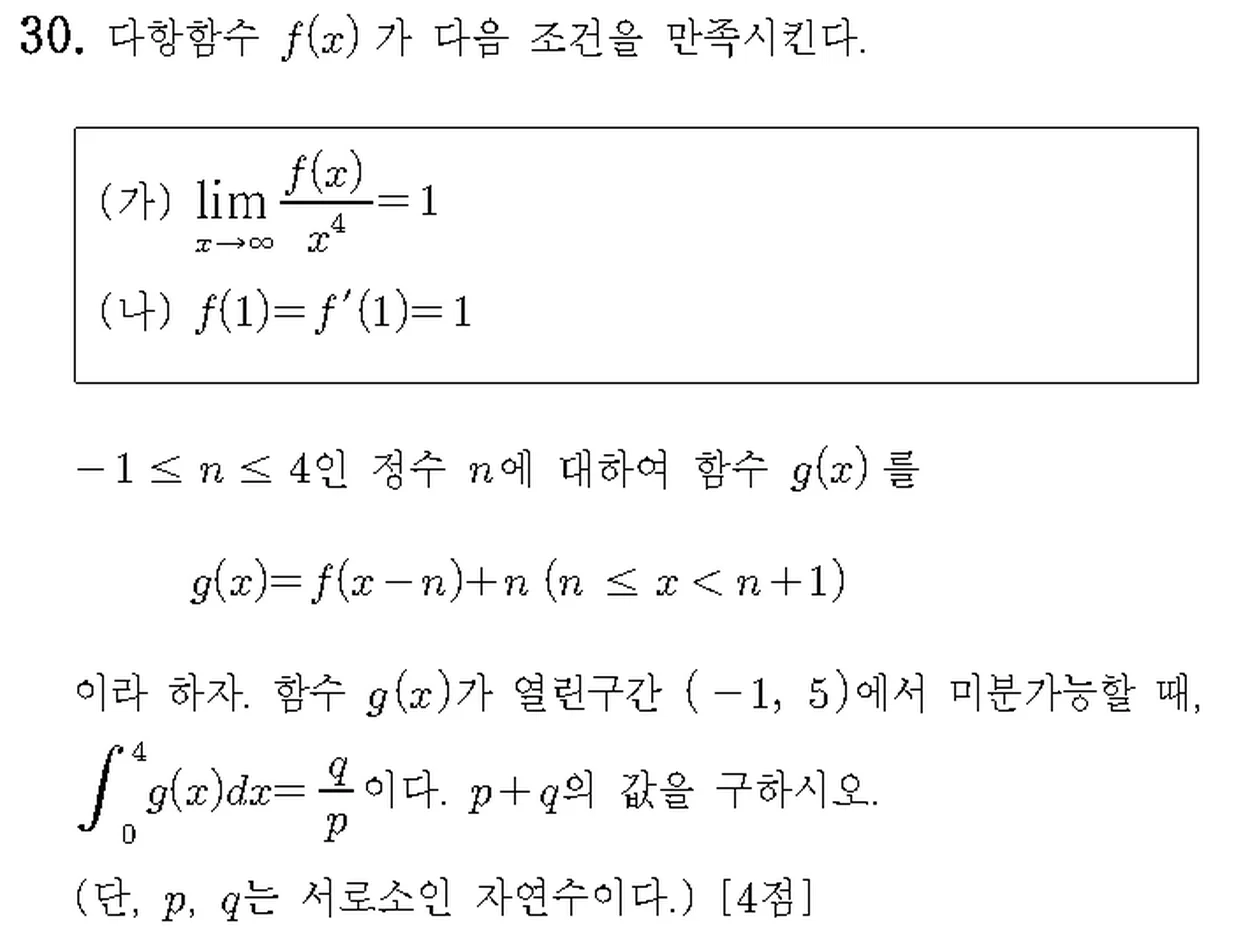 30. 다항함수 f(x)가 다음 조건을 만족시킨다.
(가) lim_{x→∞} f(x)/x^4 = 1
(나) f(1)=f′(1)=1
-1 ≤ n ≤ 4인 정수 n에 대하여 함수 g(x)를
g(x)=f(x-n)+n (n ≤ x < n+1)
이라 하자. 함수 g(x)가 열린구간 (-1, 5)에서 미분가능할 때,
∫_0^4 g(x)dx = q/p 이다. p+q의 값을 구하시오.
(단, p, q는 서로소인 자연수이다.) [4점]